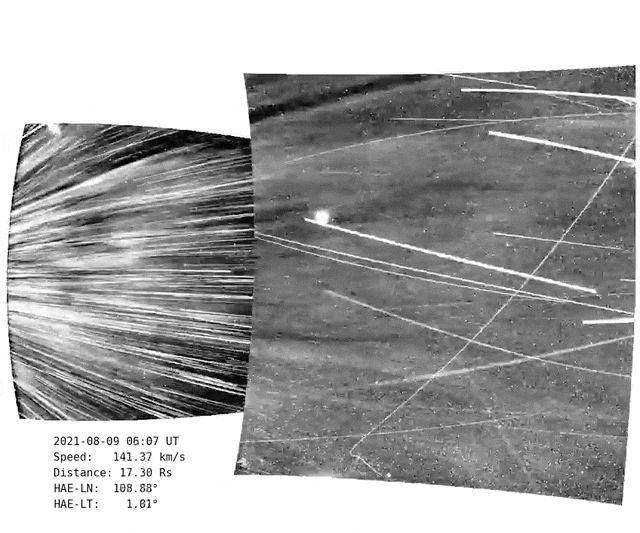 2021-08-09 06:07 UT
Speed: 141.37 km/s
Distance: 17.30 Rs
HAE-LN: 108.88°
HAE-LT: 1.01°